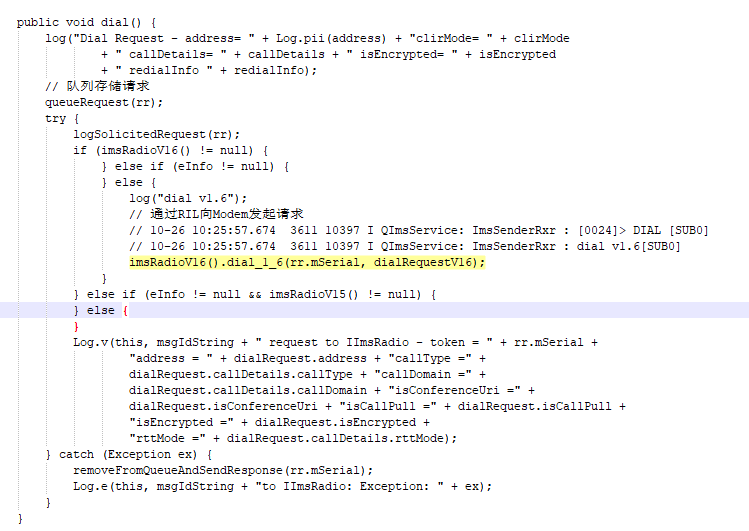 public void dial() {
    log("Dial Request - address= " + Log.pii(address) + "clirMode= " + clirMode
            + " callDetails= " + callDetails + " isEncrypted= " + isEncrypted
            + " redialInfo " + redialInfo);
    // 队列存储请求
    queueRequest(rr);
    try {
        logSolicitedRequest(rr);
        if (imsRadioV16() != null) {
            } else if (eInfo != null) {
            } else {
                log("dial v1.6");
                // 通过RIL向Modem发起请求
                // 10-26 10:25:57.674  3611 10397 I QImsService: ImsSenderRxr : [0024]> DIAL [SUB0]
                // 10-26 10:25:57.674  3611 10397 I QImsService: ImsSenderRxr : dial v1.6[SUB0]
                imsRadioV16().dial_1_6(rr.mSerial, dialRequestV16);
            }
        } else if (eInfo != null && imsRadioV15() != null) {
        } else {
        }
        Log.v(this, msgIdString + " request to IImsRadio - token = " + rr.mSerial +
                "address = " + dialRequest.address + "callType =" +
                dialRequest.callDetails.callType + "callDomain =" +
                dialRequest.callDetails.callDomain + "isConferenceUri =" +
                dialRequest.isConferenceUri + "isCallPull =" + dialRequest.isCallPull +
                "isEncrypted =" + dialRequest.isEncrypted +
                "rttMode =" + dialRequest.callDetails.rttMode);
    } catch (Exception ex) {
        removeFromQueueAndSendResponse(rr.mSerial);
        Log.e(this, msgIdString + "to IImsRadio: Exception: " + ex);
    }
}